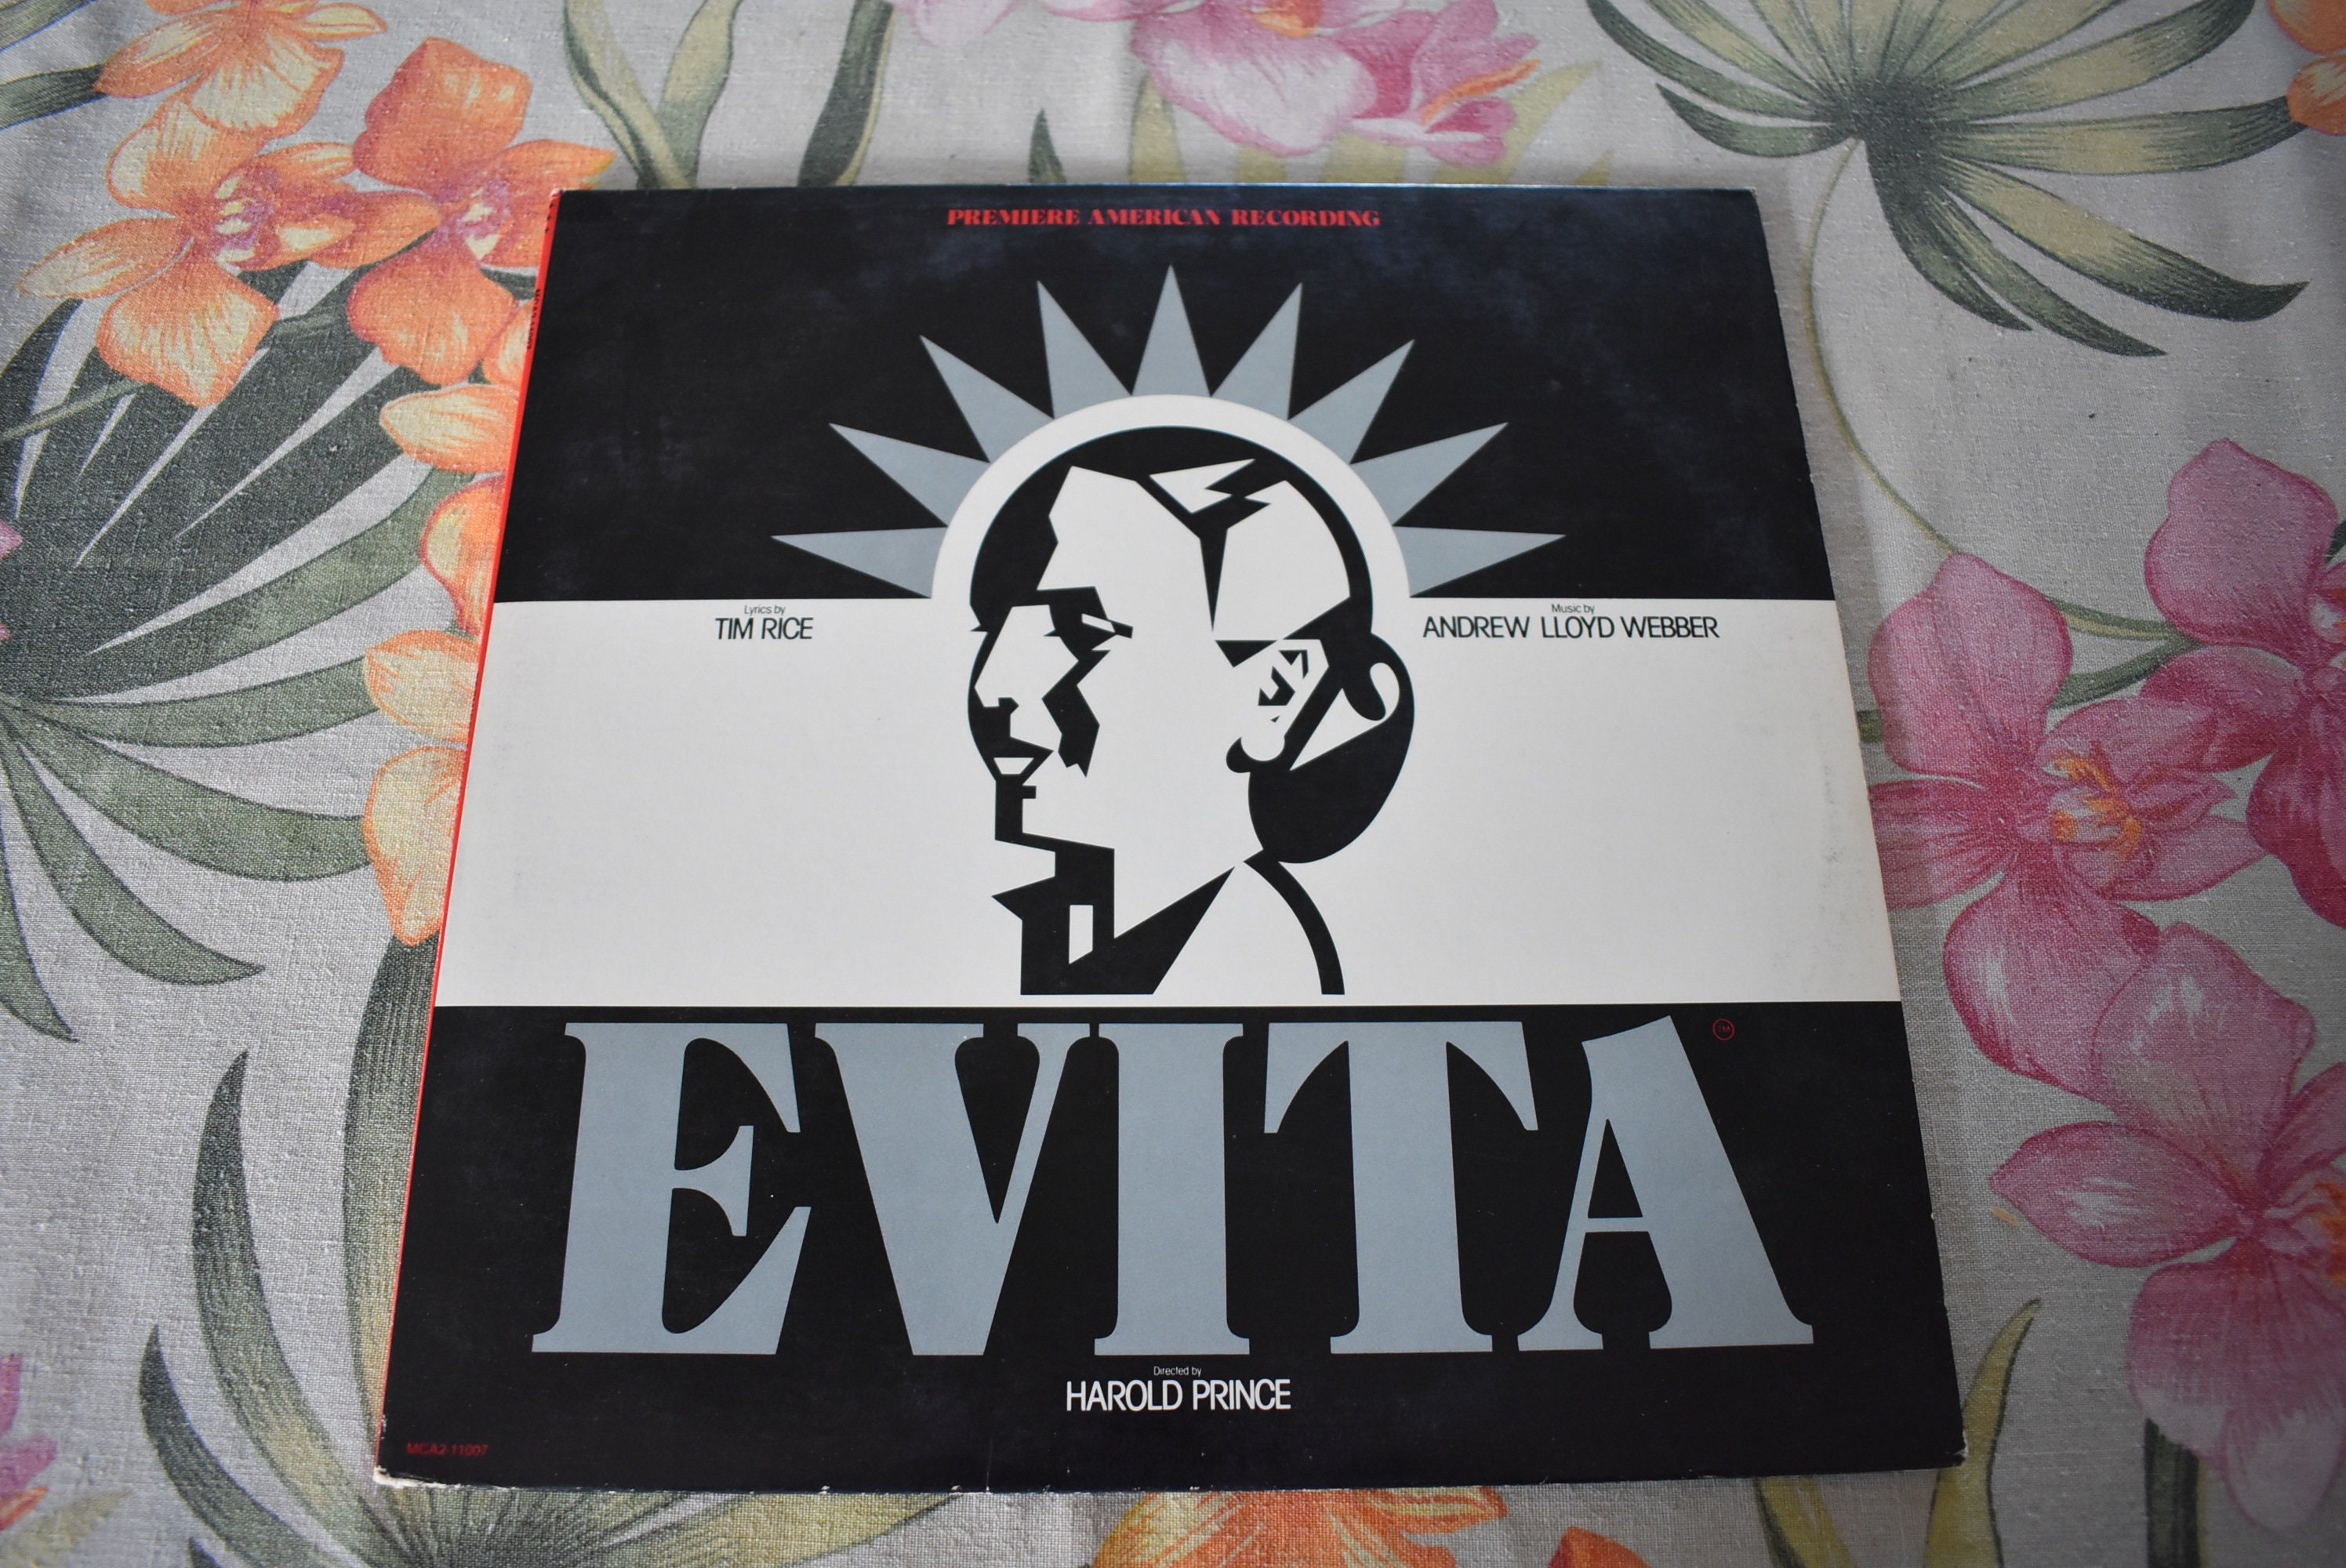 PREMIERE AMERICAN RECORDING
Lyrics by
TIM RICE
Music by
ANDREW LLOYD WEBBER
EVITA
TM
Directed by
HAROLD PRINCE
MCA2-11007